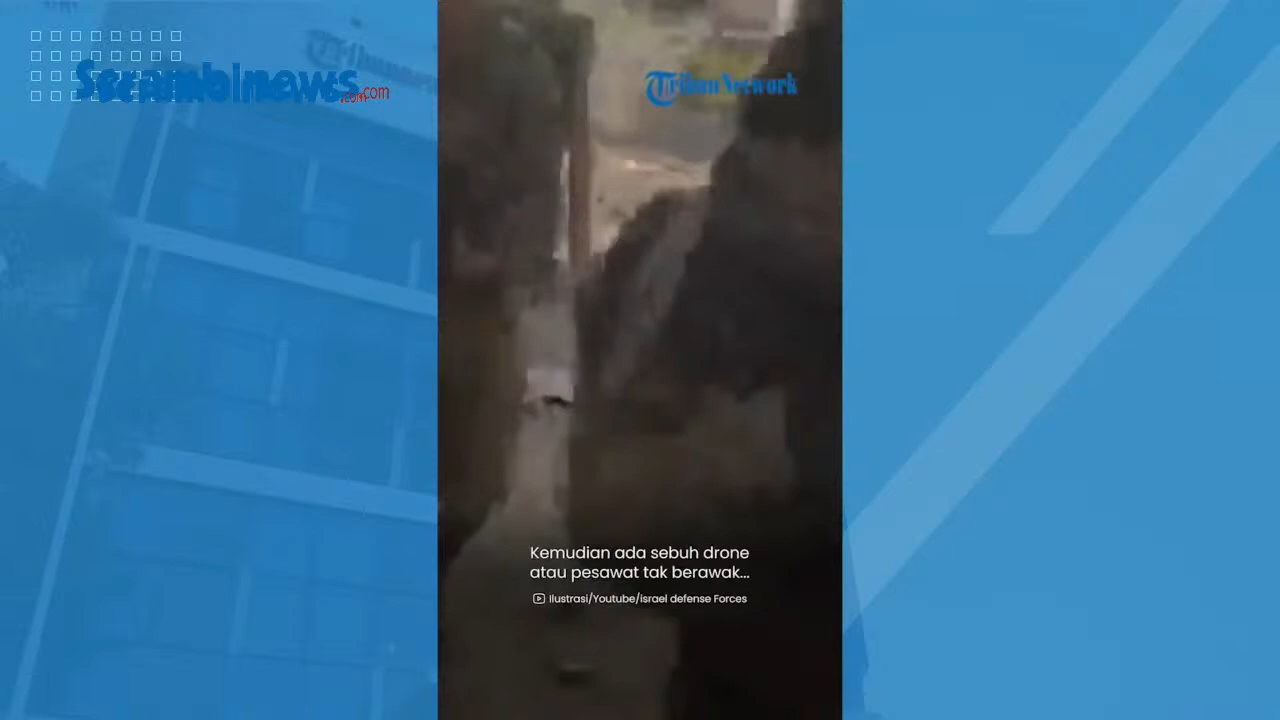 Serambinews.com
Tribun Network
Kemudian ada sebuh drone
atau pesawat tak berawak...
Ilustrasi/Youtube/israel defense Forces